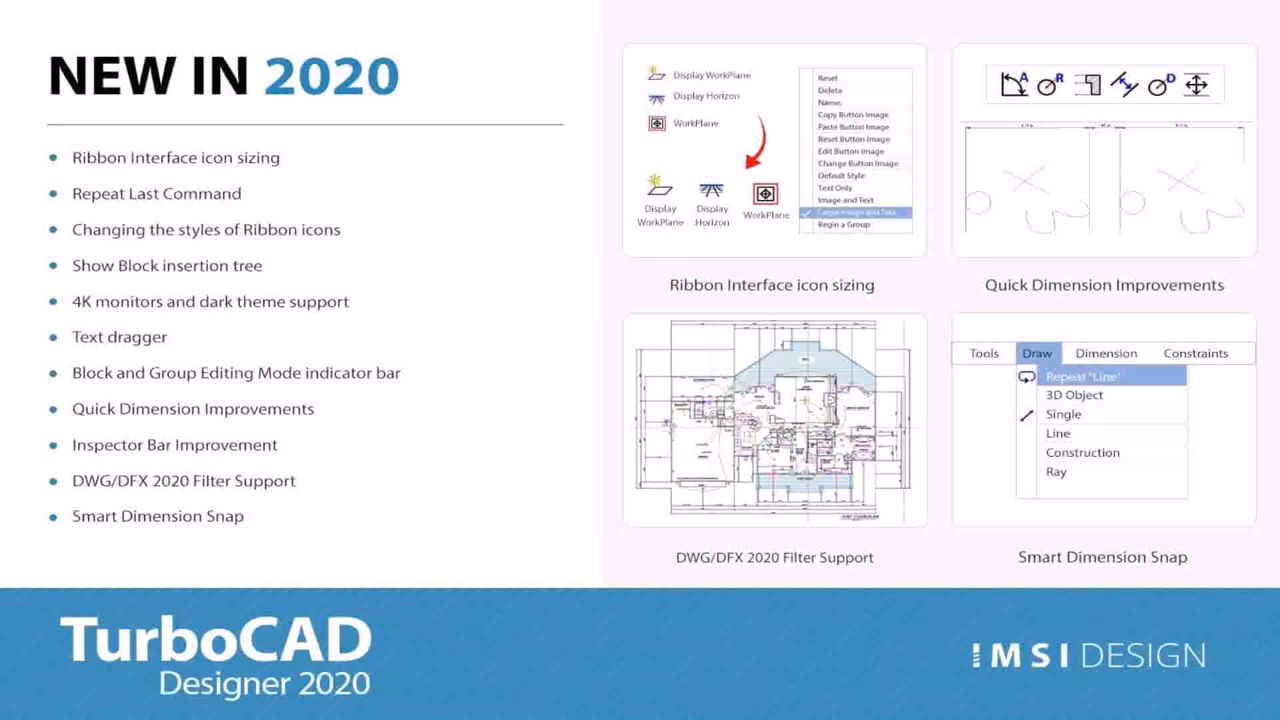 NEW IN 2020
Ribbon Interface icon sizing
Repeat Last Command
Changing the styles of Ribbon icons
Show Block insertion tree
4K monitors and dark theme support
Text dragger
Block and Group Editing Mode indicator bar
Quick Dimension Improvements
Inspector Bar Improvement
DWG/DFX 2020 Filter Support
Smart Dimension Snap
Display WorkPlane
Display Horizon
WorkPlane
Display
WorkPlane
Display
Horizon
WorkPlane
Reset
Delete
Name:
Copy Button Image
Paste Button Image
Reset Button Image
Edit Button image
Change Button Image
Default Style
Text Only
Image and Text
Large Image and Text
Begin a Group
Ribbon Interface icon sizing
A
R
D
Quick Dimension Improvements
DWG/DFX 2020 Filter Support
Tools Draw Dimension Constraints
Repeat "Line"
3D Object
Single
Line
Construction
Ray
Smart Dimension Snap
TurboCAD
Designer 2020
IMSI DESIGN